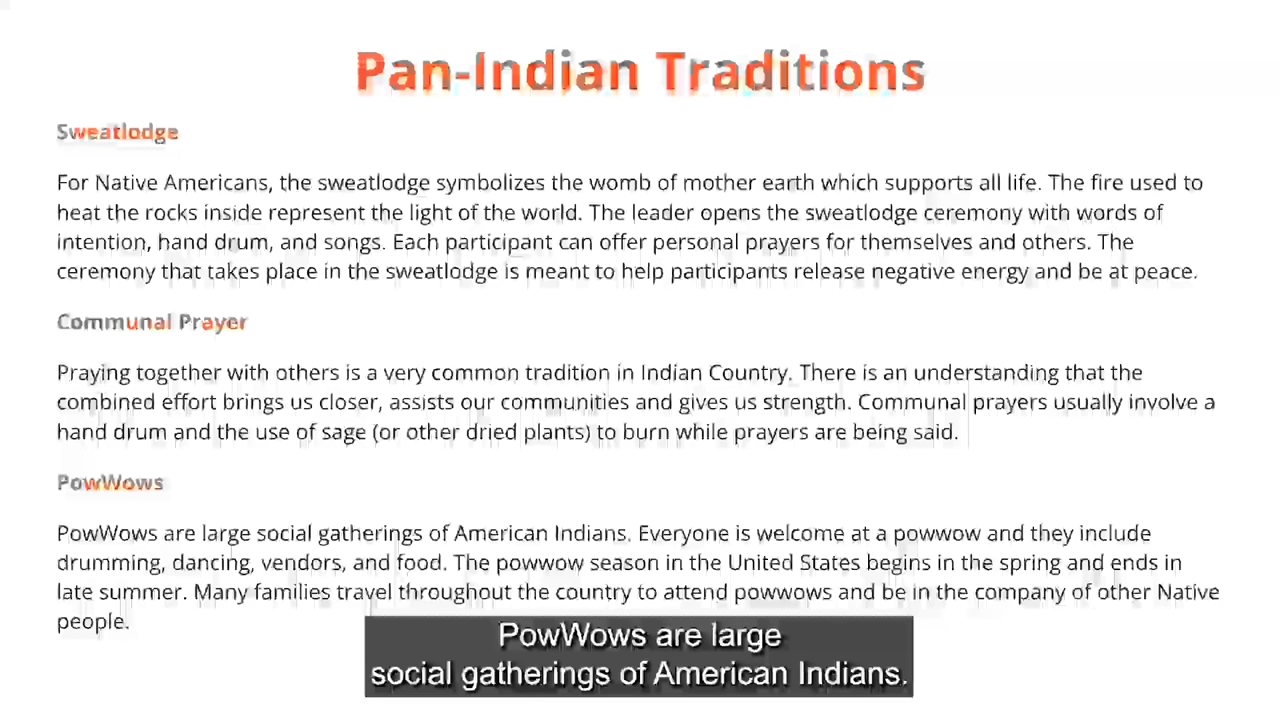 Pan-Indian Traditions
Sweatlodge
For Native Americans, the sweatlodge symbolizes the womb of mother earth which supports all life. The fire used to
heat the rocks inside represent the light of the world. The leader opens the sweatlodge ceremony with words of
intention, hand drum, and songs. Each participant can offer personal prayers for themselves and others. The
ceremony that takes place in the sweatlodge is meant to help participants release negative energy and be at peace.
Communal Prayer
Praying together with others is a very common tradition in Indian Country. There is an understanding that the
combined effort brings us closer, assists our communities and gives us strength. Communal prayers usually involve a
hand drum and the use of sage (or other dried plants) to burn while prayers are being said.
PowWows
PowWows are large social gatherings of American Indians. Everyone is welcome at a powwow and they include
drumming, dancing, vendors, and food. The powwow season in the United States begins in the spring and ends in
late summer. Many families travel throughout the country to attend powwows and be in the company of other Native
people.
PowWows are large
social gatherings of American Indians.